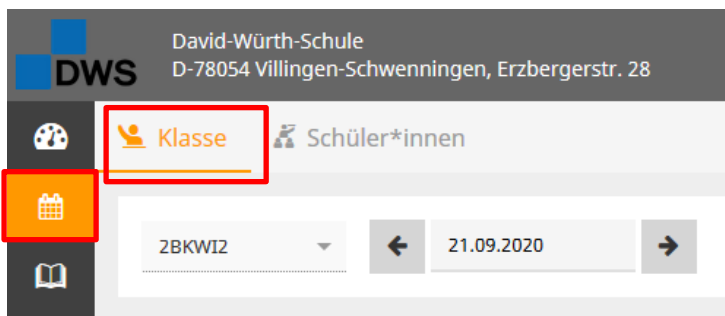 David-Würth-Schule
DWS
D-78054 Villingen-Schwenningen, Erzbergerstr. 28
Klasse
Schüler*innen
2BKWI2
21.09.2020